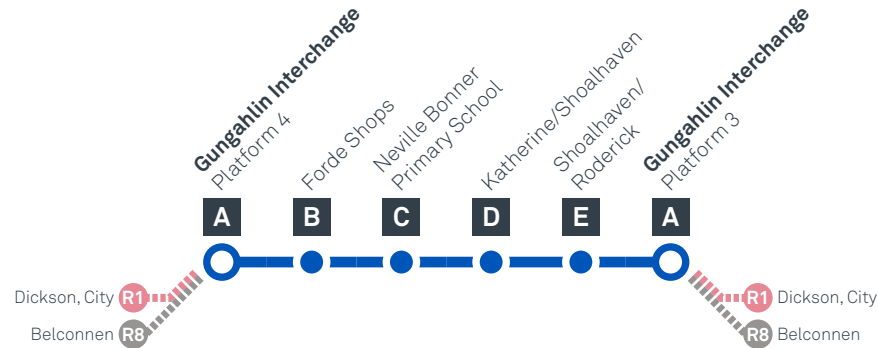 Gungahlin Interchange
Platform 4
Forde Shops
Neville Bonner
Primary School
Katherine/Shoalhaven
Shoalhaven/
Roderick
Gungahlin Interchange
Platform 3
A
B
C
D
E
A
Dickson, City R1
Belconnen R8
R1 Dickson, City
R8 Belconnen